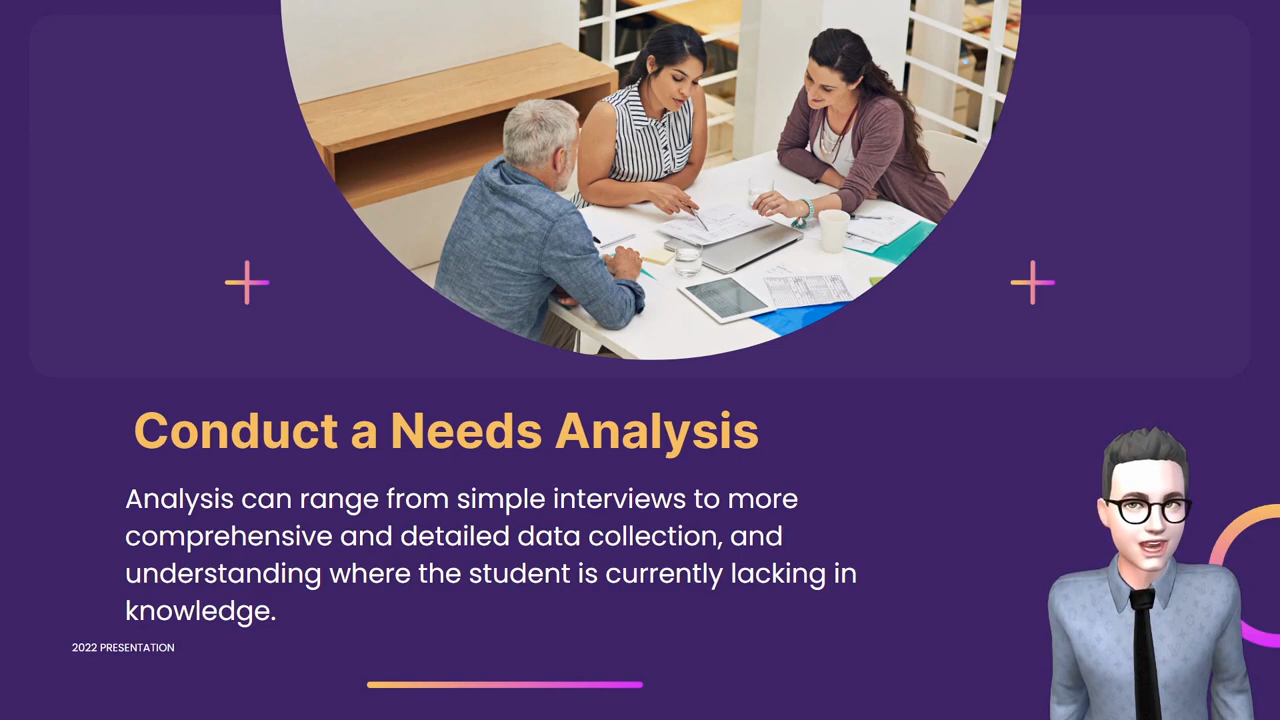 Conduct a Needs Analysis
Analysis can range from simple interviews to more
comprehensive and detailed data collection, and
understanding where the student is currently lacking in
knowledge.
2022 PRESENTATION